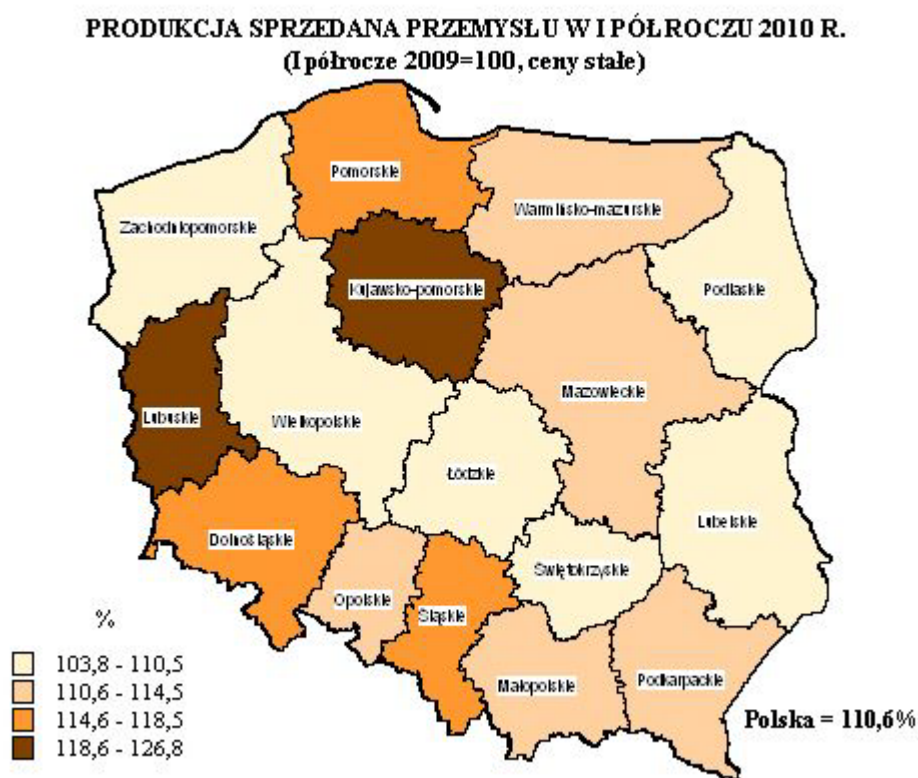 PRODUKCJA SPRZEDANA PRZEMYSŁU W I PÓŁROCZU 2010 R.
(I półrocze 2009=100, ceny stałe)
Pomorskie
Warmińsko-mazurskie
Zachodniopomorskie
Kujawsko-pomorskie
Podlaskie
Mazowieckie
Lubuskie
Wielkopolskie
Łódzkie
Lubelskie
Dolnośląskie
Świętokrzyskie
Opolskie
Śląskie
Małopolskie
Podkarpackie
%
103,8 - 110,5
110,6 - 114,5
114,6 - 118,5
118,6 - 126,8
Polska = 110,6%